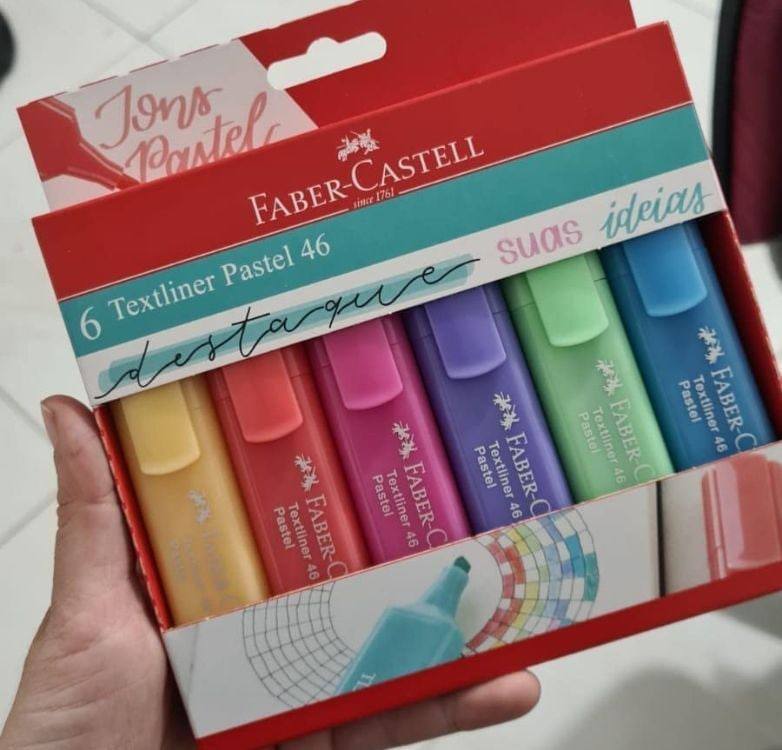 Tons
Pastel
FABER-CASTELL
since 1761
6 Textliner Pastel 46
destaque suas ideias
FABER-C
Textliner 46
Pastel
FABER-C
Textliner 46
Pastel
FABER-C
Textliner 46
Pastel
FABER-C
Textliner 46
Pastel
FABER-C
Textliner 46
Pastel